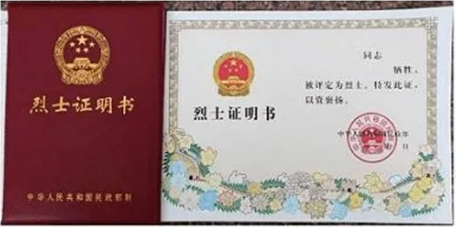 烈士证明书
中华人民共和国民政部制
烈士证明书
同志
牺牲，
被评定为烈士，特发此证，
以资褒扬。
日